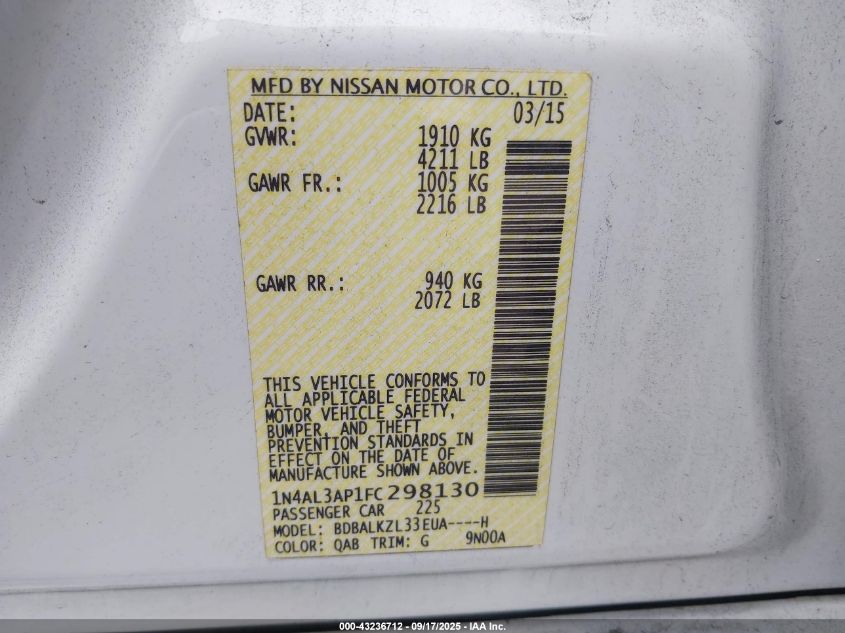 MFD BY NISSAN MOTOR CO., LTD.
DATE: 03/15
GVWR: 1910 KG
4211 LB
GAWR FR.: 1005 KG
2216 LB
GAWR RR.: 940 KG
2072 LB
THIS VEHICLE CONFORMS TO
ALL APPLICABLE FEDERAL
MOTOR VEHICLE SAFETY,
BUMPER, AND THEFT
PREVENTION STANDARDS IN
EFFECT ON THE DATE OF
MANUFACTURE SHOWN ABOVE.
1N4AL3AP1FC298130
PASSENGER CAR 225
MODEL: BDBALKZL33EUA----H
COLOR: QAB TRIM: G 9N00A
000-43236712 - 09/17/2025 - IAA Inc.